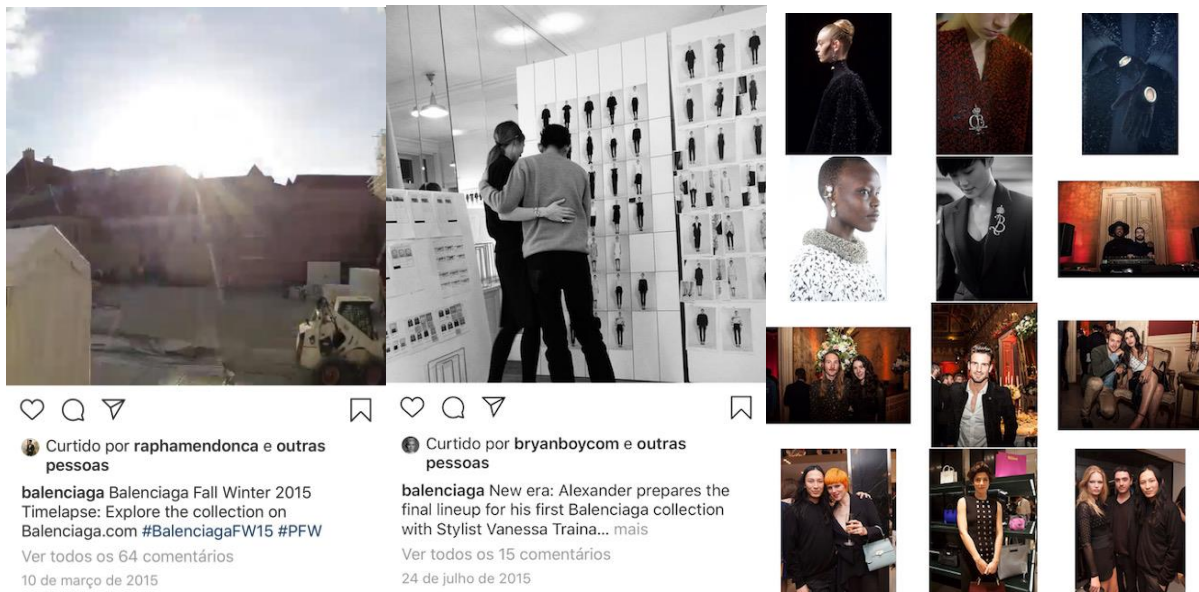 Curtido por raphamendonca e outras
pessoas
balenciaga Balenciaga Fall Winter 2015
Timelapse: Explore the collection on
Balenciaga.com #BalenciagaFW15 #PFW
Ver todos os 64 comentários
10 de março de 2015
Curtido por bryanboycom e outras
pessoas
balenciaga New era: Alexander prepares the
final lineup for his first Balenciaga collection
with Stylist Vanessa Traina... mais
Ver todos os 15 comentários
24 de julho de 2015